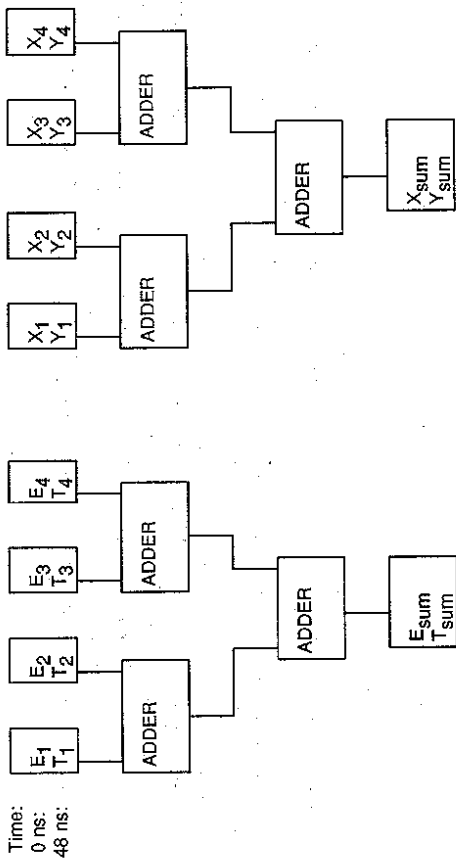 Time:
0 ns:
48 ns:
E1
T1
E2
T2
E3
T3
E4
T4
X1
Y1
X2
Y2
X3
Y3
X4
Y4
ADDER
ADDER
ADDER
ADDER
ADDER
ADDER
Esum
Tsum
Xsum
Ysum